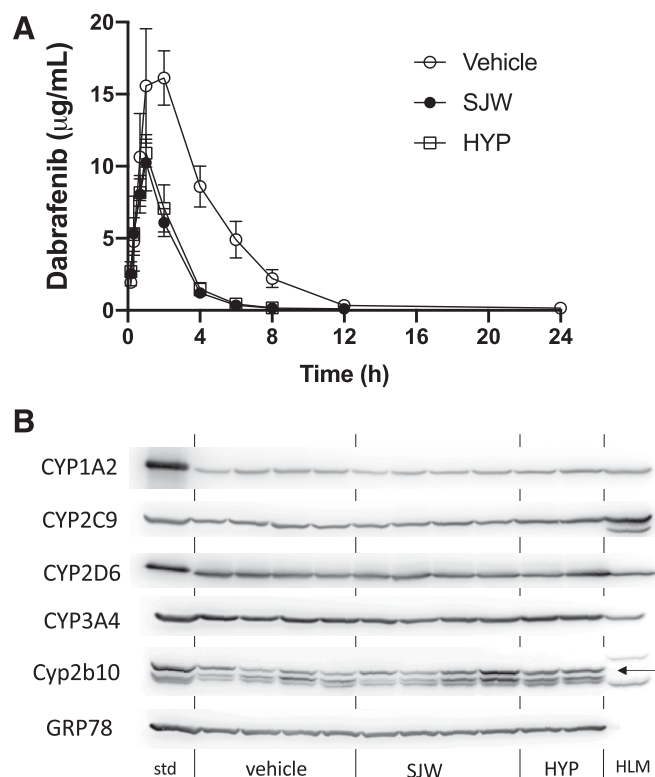 A
Dabrafenib (μg/mL)
20
15
10
5
0
Vehicle
SJW
HYP
0 4 8 12 16 20 24
Time (h)
B
CYP1A2
CYP2C9
CYP2D6
CYP3A4
Cyp2b10
GRP78
std vehicle SJW HYP HLM